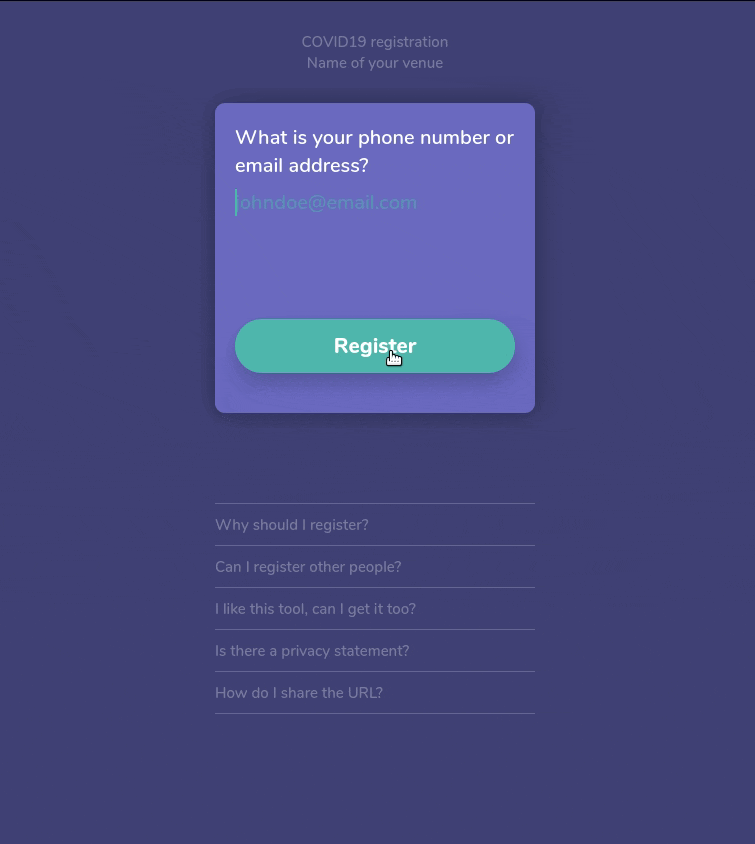 COVID19 registration
Name of your venue
What is your phone number or
email address?
johndoe@email.com
Register
Why should I register?
Can I register other people?
I like this tool, can I get it too?
Is there a privacy statement?
How do I share the URL?